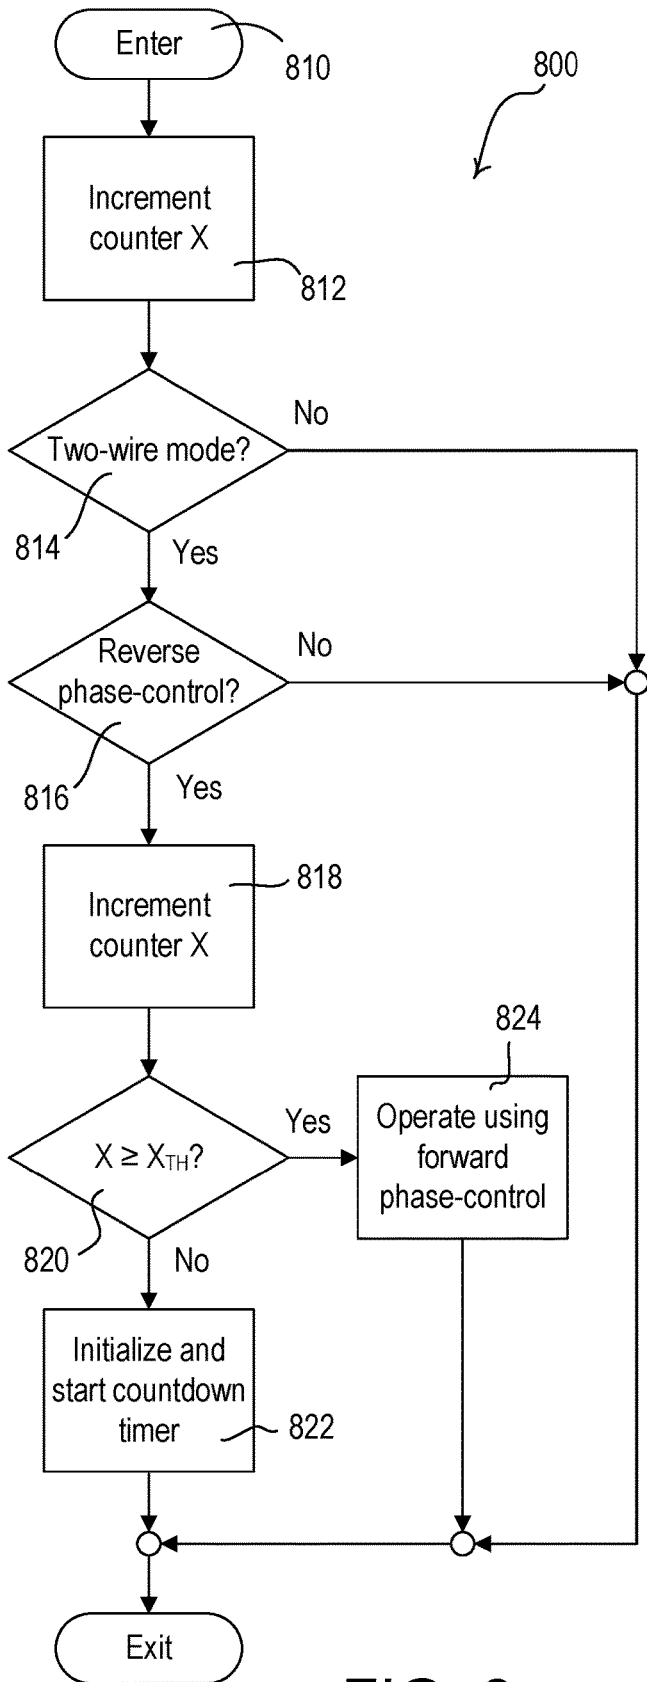 Enter
810
800
Increment
counter X
812
No
Two-wire mode?
814
Yes
Reverse
phase-control?
No
816
Yes
818
Increment
counter X
824
X ≥ XTH?
Yes
Operate using
forward
phase-control
820
No
Initialize and
start countdown
timer
822
Exit